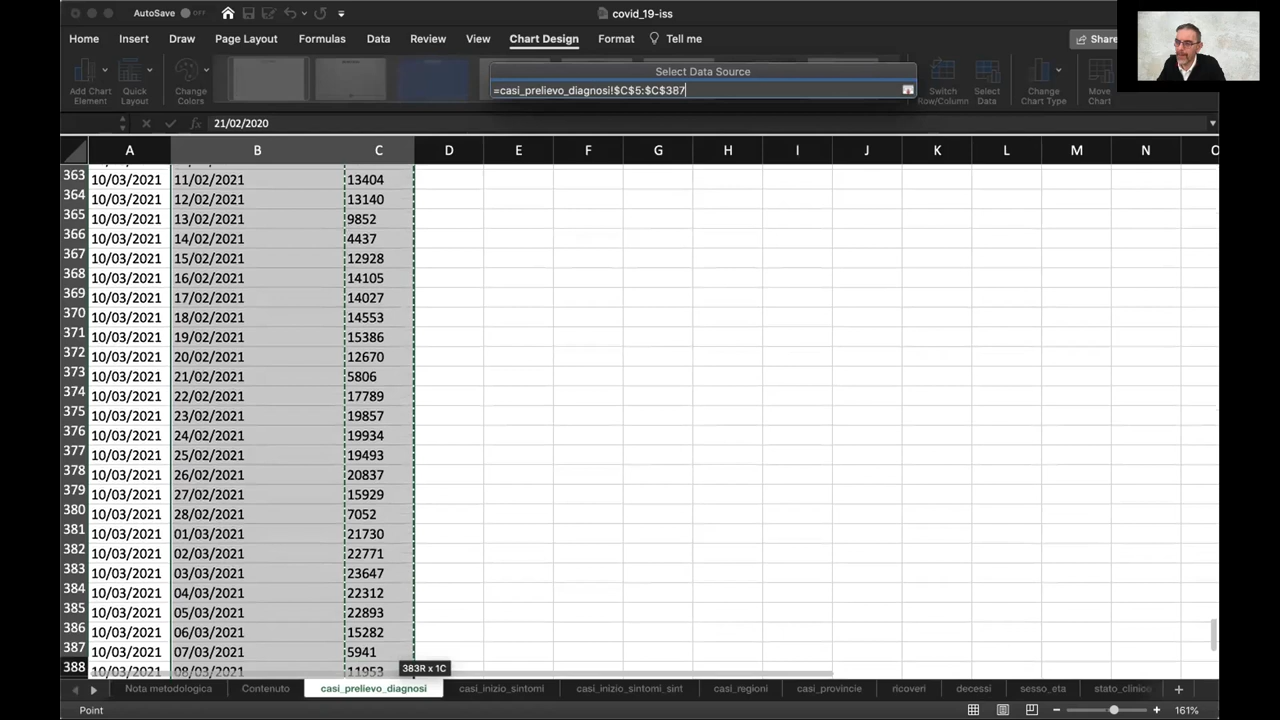 AutoSave OFF
covid_19-iss
Home Insert Draw Page Layout Formulas Data Review View Chart Design Format Tell me Share
Select Data Source
=casi_prelievo_diagnosi!$C$5:$C$387
Add Chart Element
Quick Layout
Change Colors
Switch Row/Column
Select Data
Change Chart Type
Move Chart
fx 21/02/2020
A B C D E F G H I J K L M N O
363 10/03/2021 11/02/2021 13404
364 10/03/2021 12/02/2021 13140
365 10/03/2021 13/02/2021 9852
366 10/03/2021 14/02/2021 4437
367 10/03/2021 15/02/2021 12928
368 10/03/2021 16/02/2021 14105
369 10/03/2021 17/02/2021 14027
370 10/03/2021 18/02/2021 14553
371 10/03/2021 19/02/2021 15386
372 10/03/2021 20/02/2021 12670
373 10/03/2021 21/02/2021 5806
374 10/03/2021 22/02/2021 17789
375 10/03/2021 23/02/2021 19857
376 10/03/2021 24/02/2021 19934
377 10/03/2021 25/02/2021 19493
378 10/03/2021 26/02/2021 20837
379 10/03/2021 27/02/2021 15929
380 10/03/2021 28/02/2021 7052
381 10/03/2021 01/03/2021 21730
382 10/03/2021 02/03/2021 22771
383 10/03/2021 03/03/2021 23647
384 10/03/2021 04/03/2021 22312
385 10/03/2021 05/03/2021 22893
386 10/03/2021 06/03/2021 15282
387 10/03/2021 07/03/2021 5941
388 10/03/2021 08/03/2021 11953
383R x 1C
Nota metodologica Contenuto casi_prelievo_diagnosi casi_inizio_sintomi casi_inizio_sintomi_sint casi_regioni casi_provincie ricoveri decessi sesso_eta stato_clinico
Point 161%